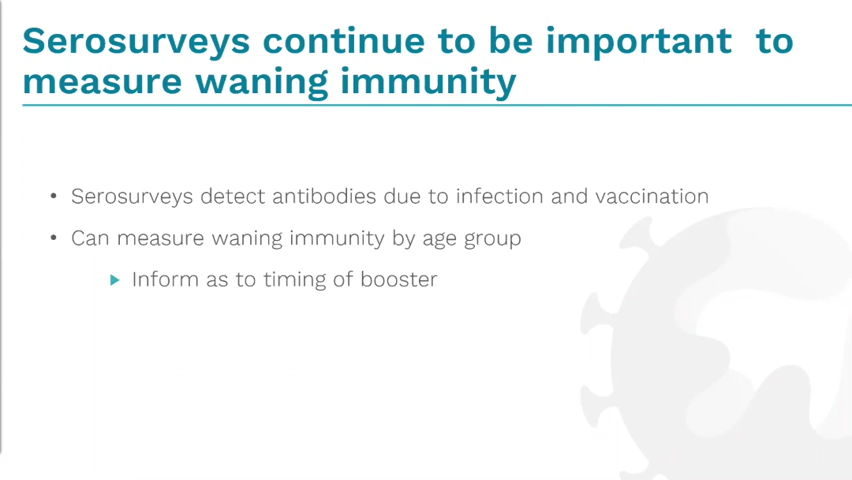 Serosurveys continue to be important to
measure waning immunity
• Serosurveys detect antibodies due to infection and vaccination
• Can measure waning immunity by age group
▶ Inform as to timing of booster